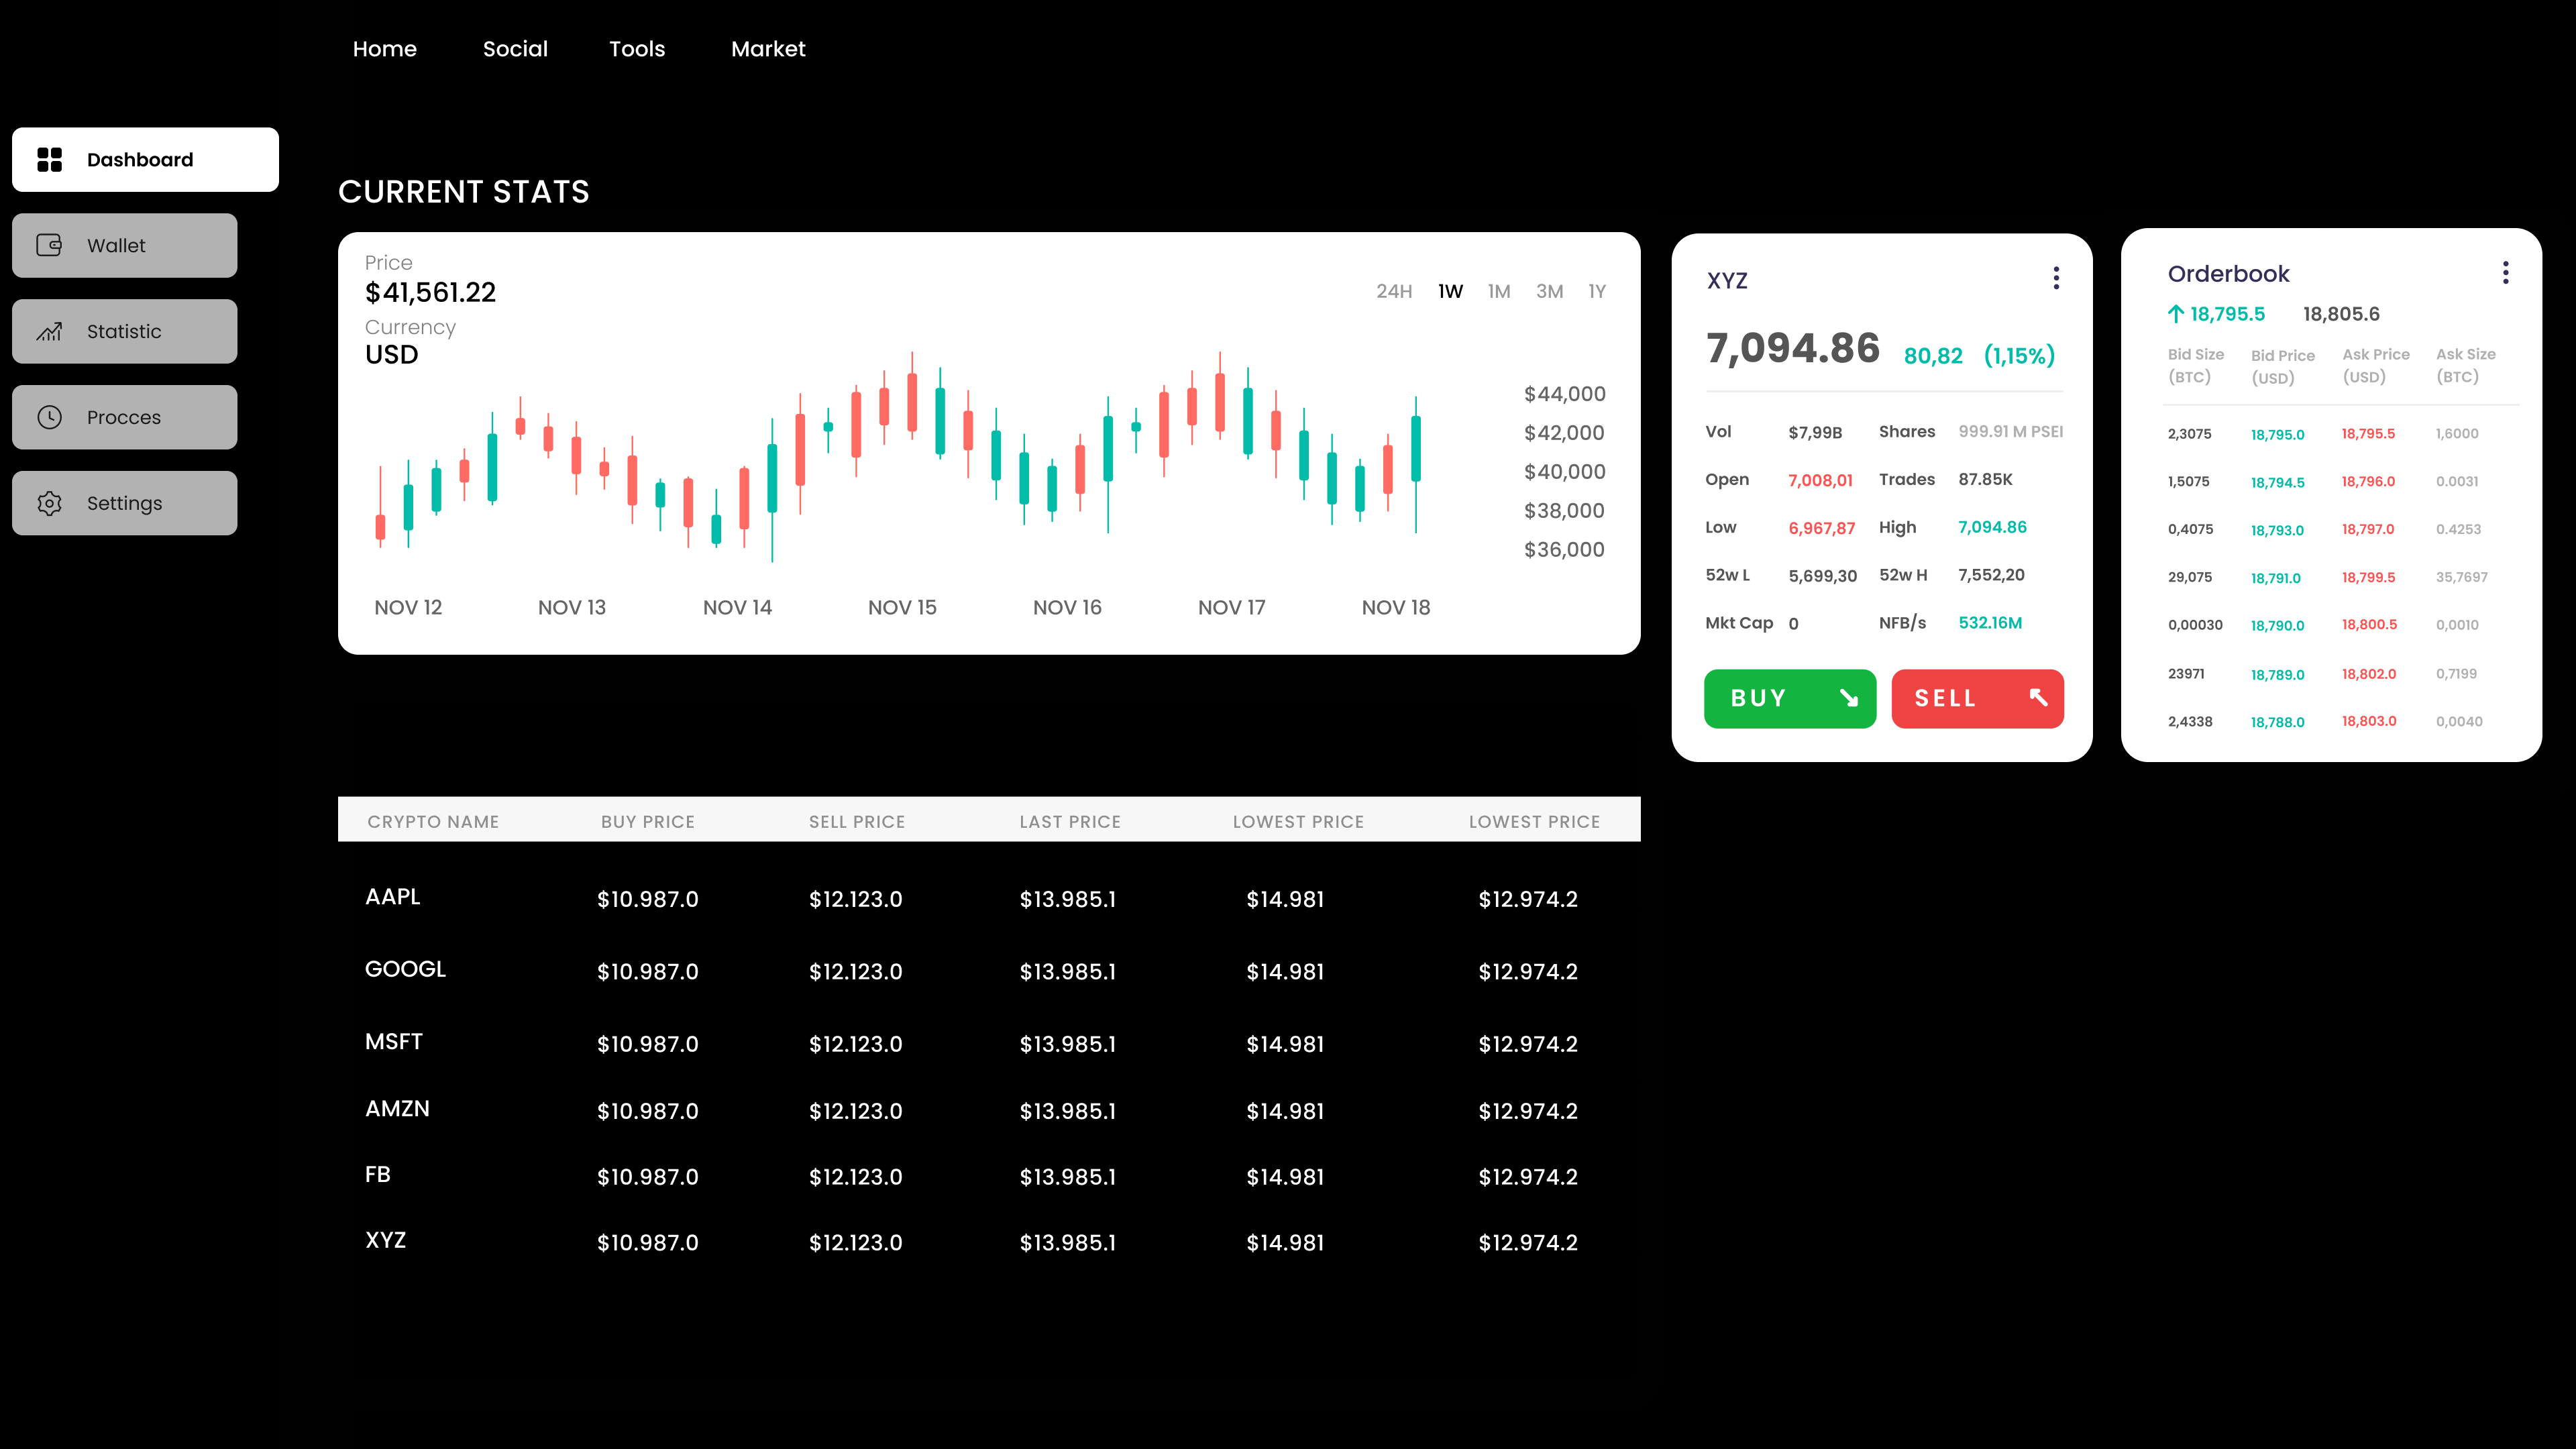 Home Social Tools Market
Dashboard
Wallet
Statistic
Procces
Settings
CURRENT STATS
Price
$41,561.22
Currency
USD
24H 1W 1M 3M 1Y
$44,000
$42,000
$40,000
$38,000
$36,000
NOV 12 NOV 13 NOV 14 NOV 15 NOV 16 NOV 17 NOV 18
XYZ
7,094.86 80,82 (1,15%)
Vol $7,99B Shares 999.91 M PSEI
Open 7,008,01 Trades 87.85K
Low 6,967,87 High 7,094.86
52w L 5,699,30 52w H 7,552,20
Mkt Cap 0 NFB/s 532.16M
BUY SELL
Orderbook
18,795.5 18,805.6
Bid Size Bid Price Ask Price Ask Size
(BTC) (USD) (USD) (BTC)
2,3075 18,795.0 18,795.5 1,6000
1,5075 18,794.5 18,796.0 0.0031
0,4075 18,793.0 18,797.0 0.4253
29,075 18,791.0 18,799.5 35,7697
0,00030 18,790.0 18,800.5 0,0010
23971 18,789.0 18,802.0 0,7199
2,4338 18,788.0 18,803.0 0,0040
CRYPTO NAME BUY PRICE SELL PRICE LAST PRICE LOWEST PRICE LOWEST PRICE
AAPL $10.987.0 $12.123.0 $13.985.1 $14.981 $12.974.2
GOOGL $10.987.0 $12.123.0 $13.985.1 $14.981 $12.974.2
MSFT $10.987.0 $12.123.0 $13.985.1 $14.981 $12.974.2
AMZN $10.987.0 $12.123.0 $13.985.1 $14.981 $12.974.2
FB $10.987.0 $12.123.0 $13.985.1 $14.981 $12.974.2
XYZ $10.987.0 $12.123.0 $13.985.1 $14.981 $12.974.2